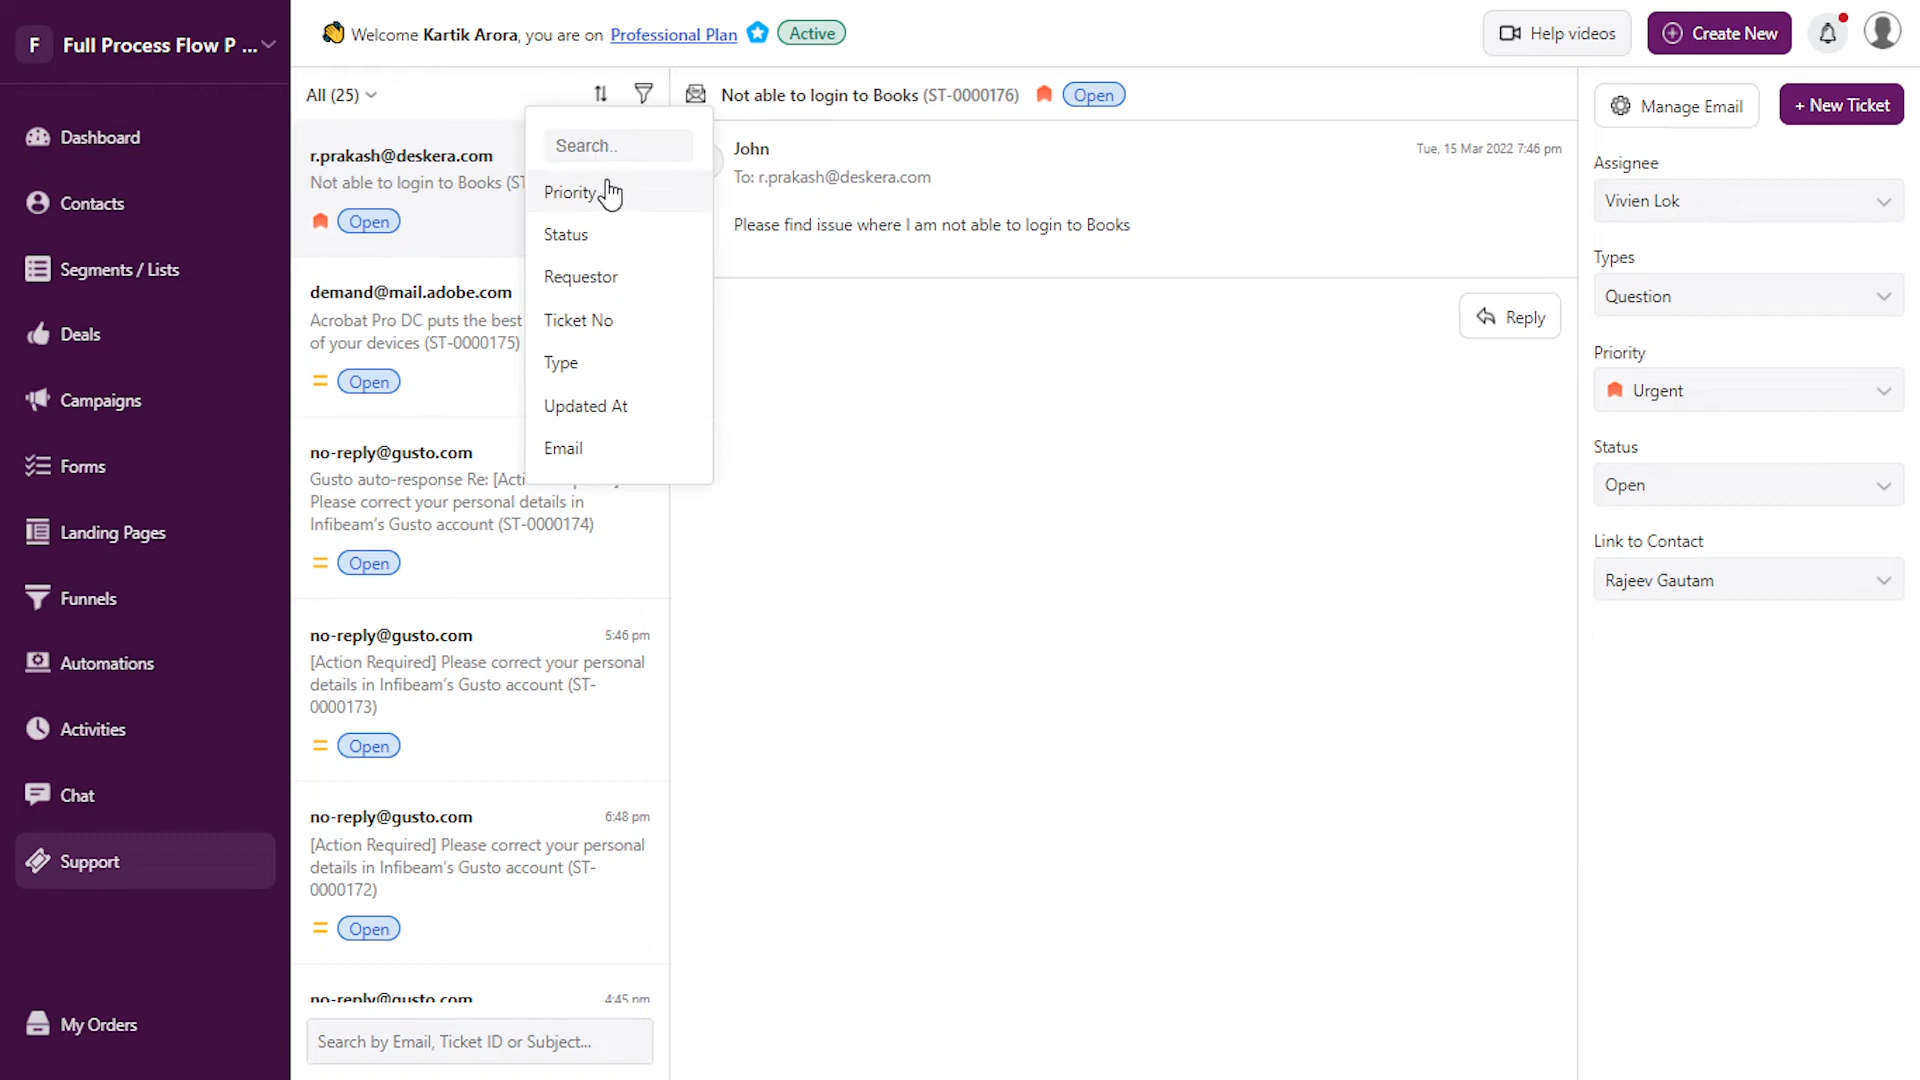 F Full Process Flow P ...
Dashboard
Contacts
Segments / Lists
Deals
Campaigns
Forms
Landing Pages
Funnels
Automations
Activities
Chat
Support
My Orders
Welcome Kartik Arora, you are on Professional Plan Active
Help videos
Create New
All (25)
r.prakash@deskera.com
Not able to login to Books (ST
Open
demand@mail.adobe.com
Acrobat Pro DC puts the best
of your devices (ST-0000175)
Open
no-reply@gusto.com
Gusto auto-response Re: [Acti
Please correct your personal details in
Infibeam's Gusto account (ST-0000174)
Open
no-reply@gusto.com 5:46 pm
[Action Required] Please correct your personal
details in Infibeam's Gusto account (ST-
0000173)
Open
no-reply@gusto.com 6:48 pm
[Action Required] Please correct your personal
details in Infibeam's Gusto account (ST-
0000172)
Open
no-reply@gusto.com 4:45 pm
Search by Email, Ticket ID or Subject...
Search..
Priority
Status
Requestor
Ticket No
Type
Updated At
Email
Not able to login to Books (ST-0000176) Open
John
Tue, 15 Mar 2022 7:46 pm
To: r.prakash@deskera.com
Please find issue where I am not able to login to Books
Reply
Manage Email
+ New Ticket
Assignee
Vivien Lok
Types
Question
Priority
Urgent
Status
Open
Link to Contact
Rajeev Gautam